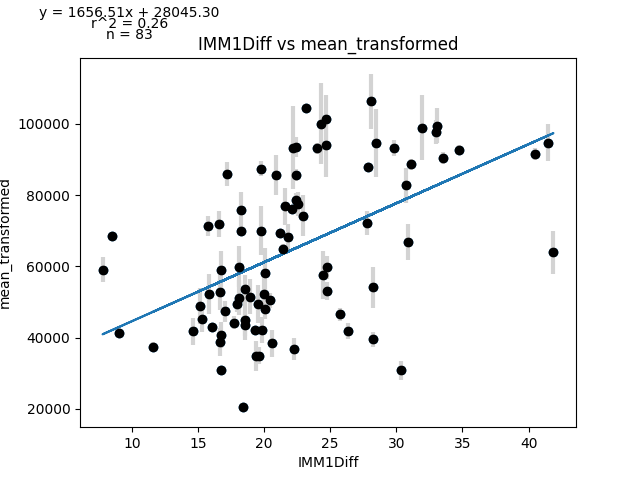 y = 1656.51x + 28045.30
r^2 = 0.26
n = 83
IMM1Diff vs mean_transformed
100000
80000
60000
40000
20000
mean_transformed
10 15 20 25 30 35 40
IMM1Diff